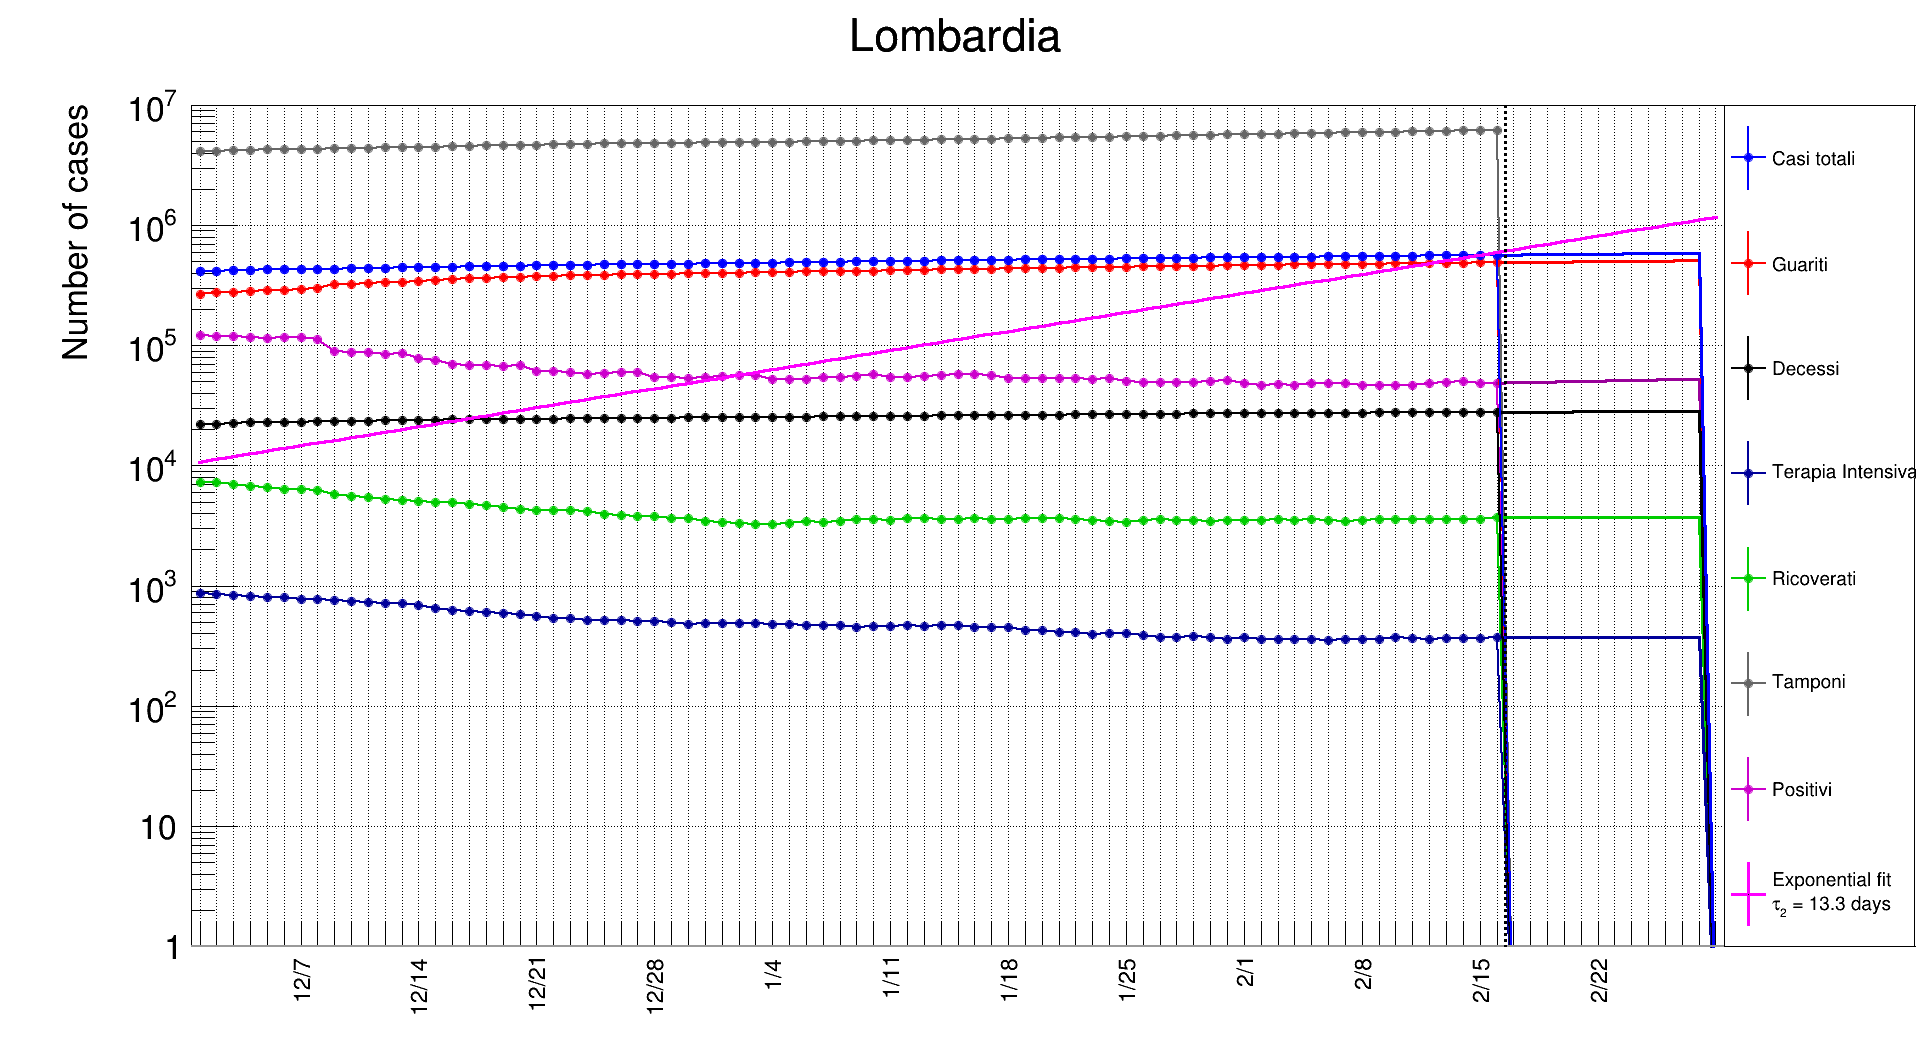 Lombardia
Number of cases
10^7
10^6
10^5
10^4
10^3
10^2
10
1
12/7
12/14
12/21
12/28
1/4
1/11
1/18
1/25
2/1
2/8
2/15
2/22
Casi totali
Guariti
Decessi
Terapia Intensiva
Ricoverati
Tamponi
Positivi
Exponential fit
τ₂ = 13.3 days